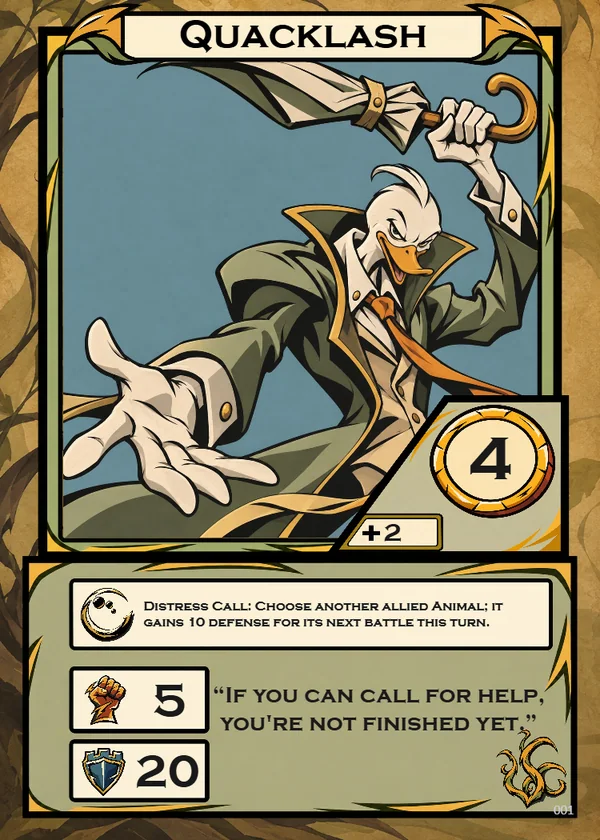 Quacklash
4
+2
Distress Call: Choose another allied Animal; it
gains 10 defense for its next battle this turn.
5
“If you can call for help,
you're not finished yet.”
20
001